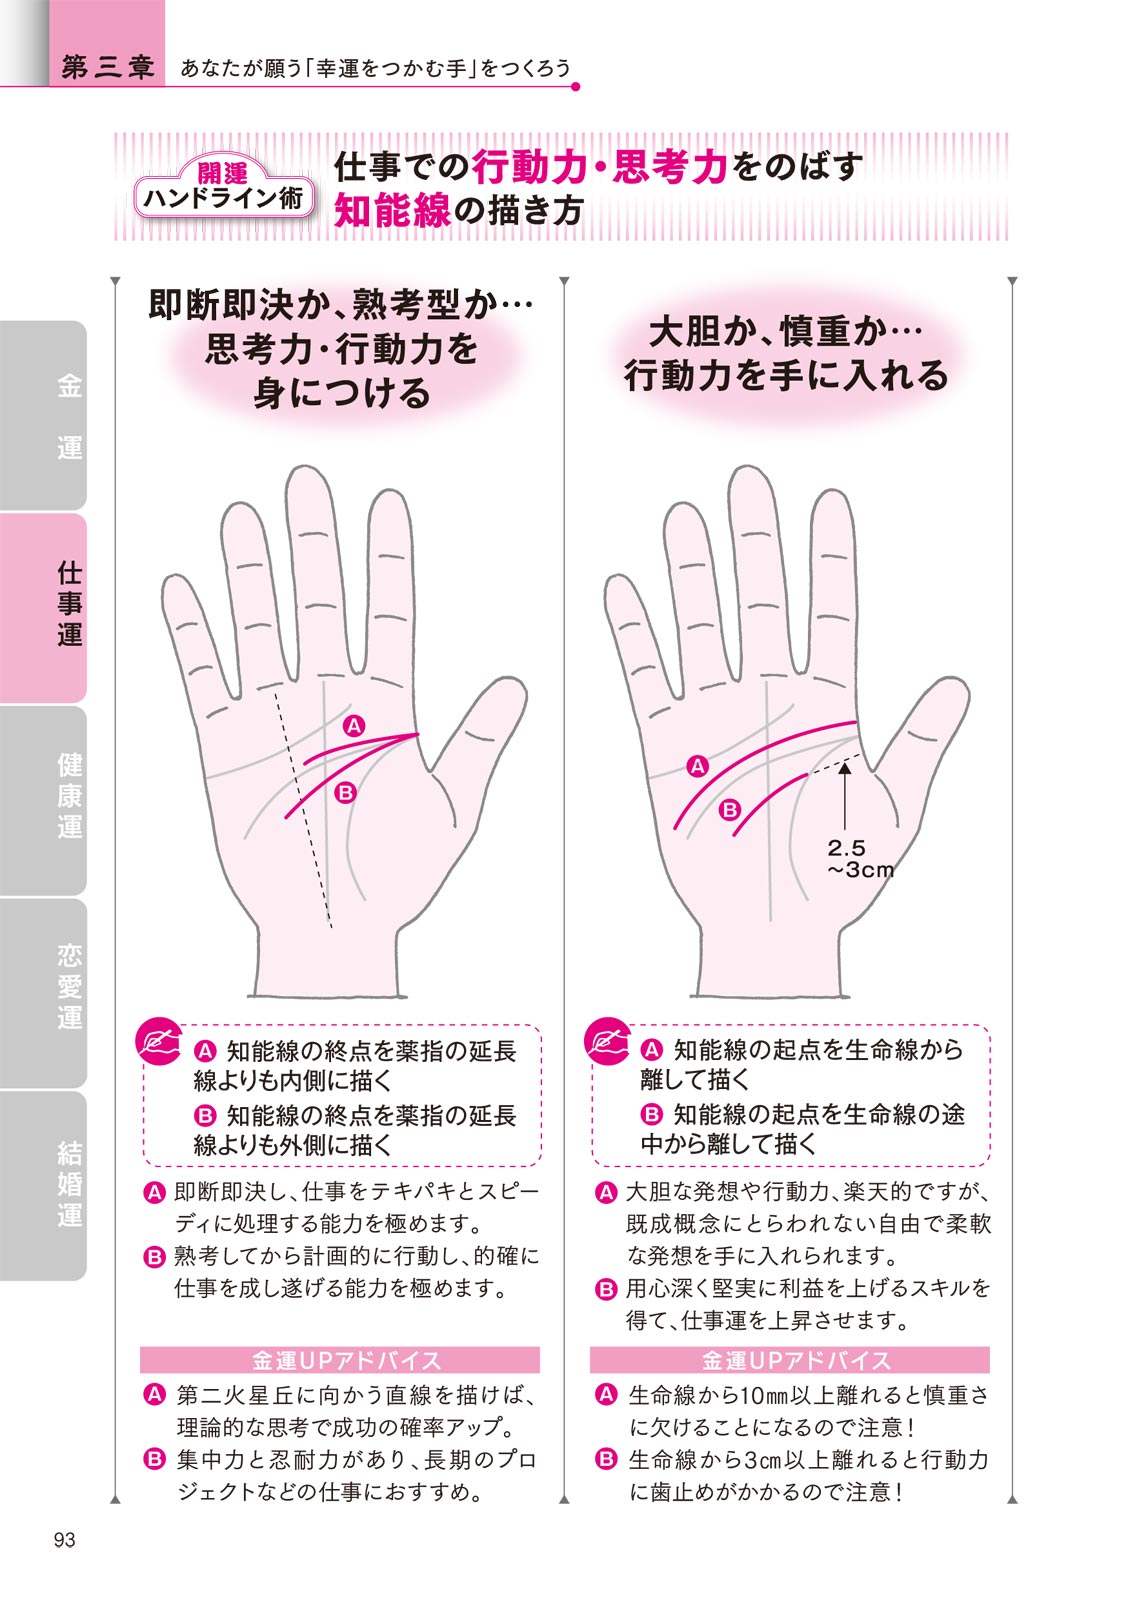 第三章 あなたが願う「幸運をつかむ手」をつくろう
開運
ハンドライン術
仕事での行動力・思考力をのばす
知能線の描き方
金運
仕事運
健康運
恋愛運
結婚運
即断即決か、熟考型か…
思考力・行動力を
身につける
A
B
A 知能線の終点を薬指の延長
線よりも内側に描く
B 知能線の終点を薬指の延長
線よりも外側に描く
A 即断即決し、仕事をテキパキとスピー
ディに処理する能力を極めます。
B 熟考してから計画的に行動し、的確に
仕事を成し遂げる能力を極めます。
金運UPアドバイス
A 第二火星丘に向かう直線を描けば、
理論的な思考で成功の確率アップ。
B 集中力と忍耐力があり、長期のプロ
ジェクトなどの仕事におすすめ。
大胆か、慎重か…
行動力を手に入れる
A
B
2.5
〜3cm
A 知能線の起点を生命線から
離して描く
B 知能線の起点を生命線の途
中から離して描く
A 大胆な発想や行動力、楽天的ですが、
既成概念にとらわれない自由で柔軟
な発想を手に入れられます。
B 用心深く堅実に利益を上げるスキルを
得て、仕事運を上昇させます。
金運UPアドバイス
A 生命線から10㎜以上離れると慎重さ
に欠けることになるので注意！
B 生命線から3㎝以上離れると行動力
に歯止めがかかるので注意！
93